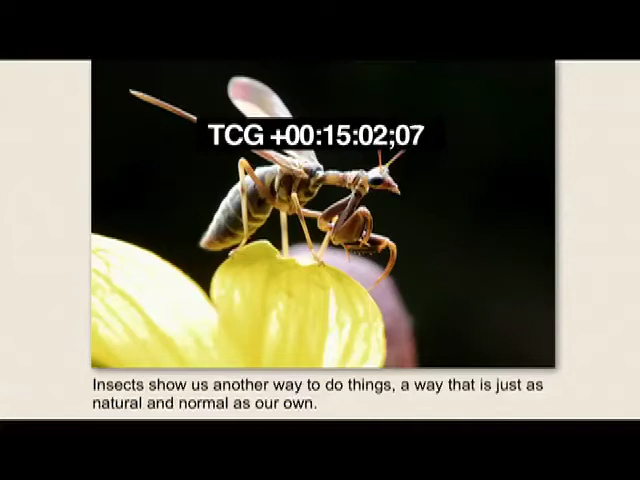 TCG +00:15:02;07
Insects show us another way to do things, a way that is just as
natural and normal as our own.